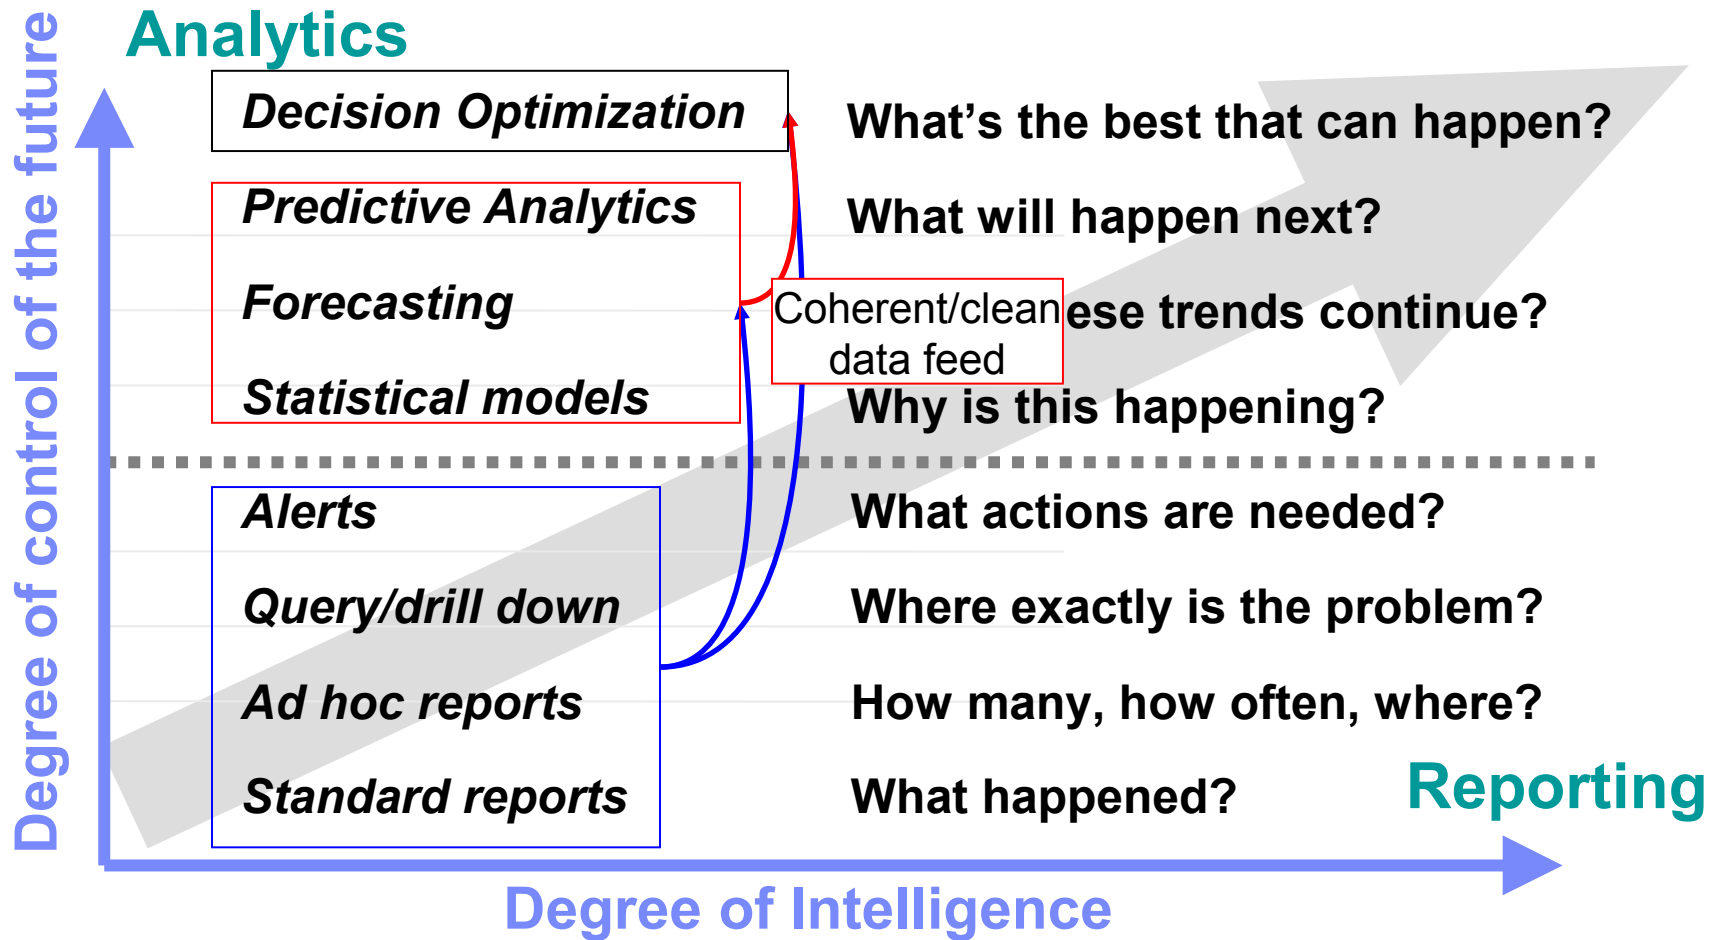 Analytics
Degree of control of the future
Decision Optimization
What’s the best that can happen?
Predictive Analytics
What will happen next?
Forecasting
Coherent/clean
data feed
ese trends continue?
Statistical models
Why is this happening?
Alerts
What actions are needed?
Query/drill down
Where exactly is the problem?
Ad hoc reports
How many, how often, where?
Standard reports
What happened?
Reporting
Degree of Intelligence